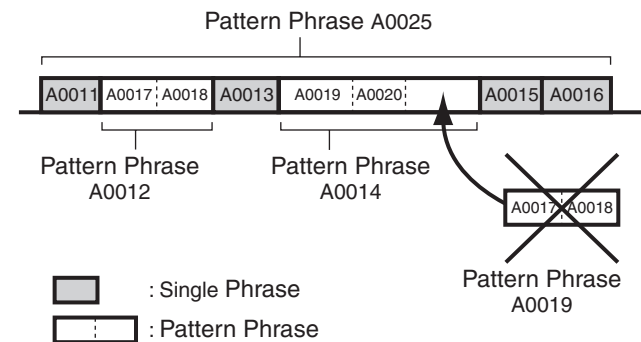 Pattern Phrase A0025
A0011 A0017 A0018 A0013 A0019 A0020 A0015 A0016
Pattern Phrase
A0012
Pattern Phrase
A0014
A0017 A0018
Pattern Phrase
A0019
: Single Phrase
: Pattern Phrase